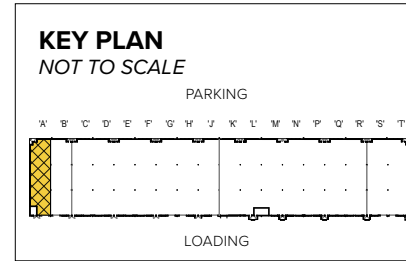 KEY PLAN
NOT TO SCALE
PARKING
'A' 'B' 'C' 'D' 'E' 'F' 'G' 'H' 'J' 'K' 'L' 'M' 'N' 'P' 'Q' 'R' 'S' 'T'
LOADING